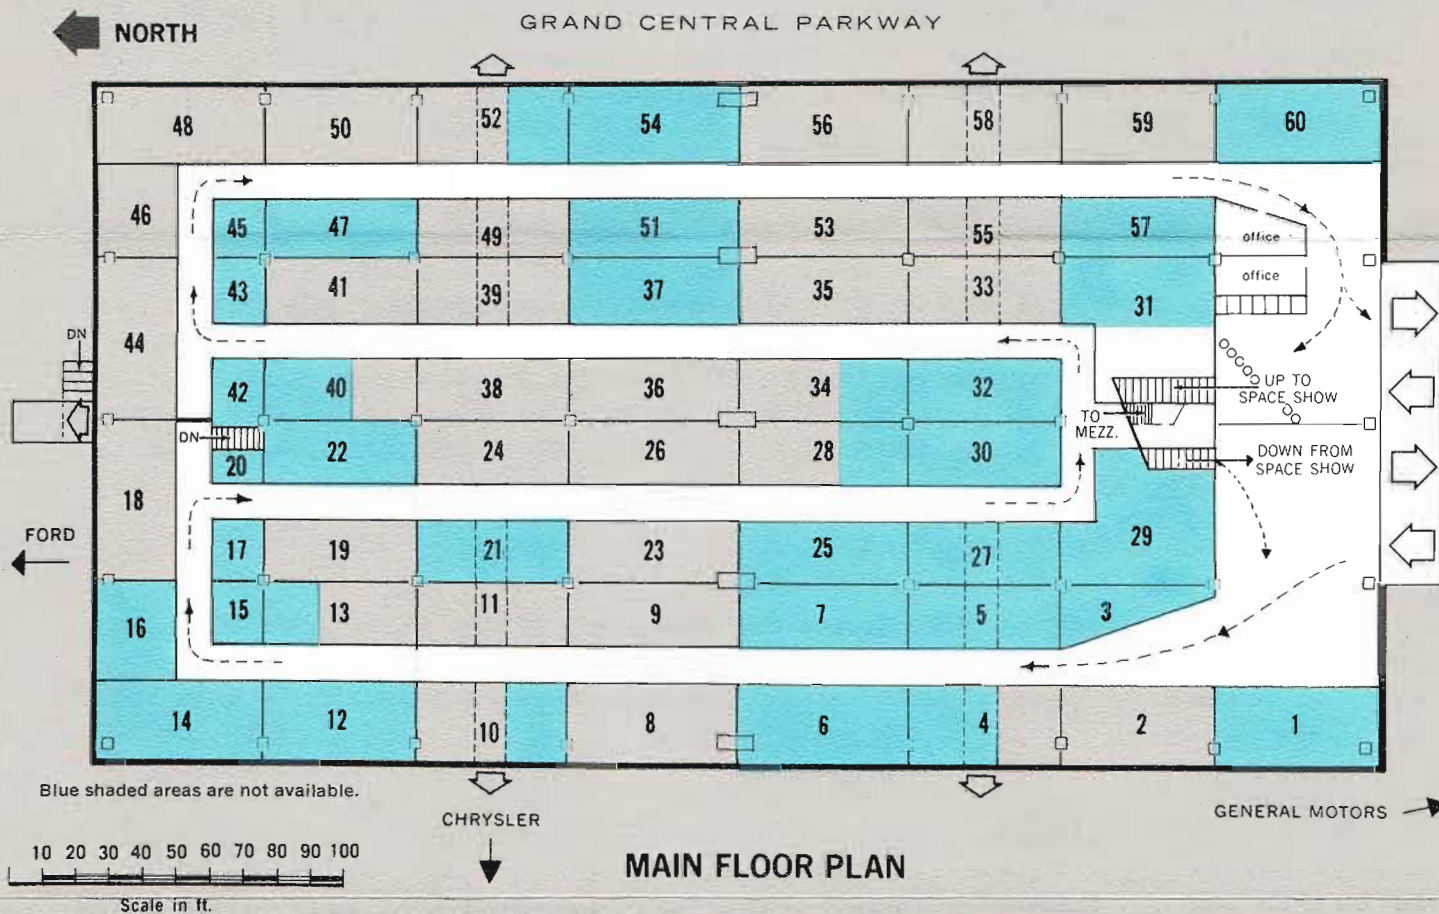 GRAND CENTRAL PARKWAY
NORTH
48 50 52 54 56 58 59 60
46 45 47 49 51 53 55 57 office
43 41 39 37 35 33 31 office
DN
44 42 40 38 36 34 32
UP TO
SPACE SHOW
TO
MEZZ.
DN
20 22 24 26 28 30
DOWN FROM
SPACE SHOW
18
FORD
17 19 21 23 25 27 29
16 15 13 11 9 7 5 3
14 12 10 8 6 4 2 1
Blue shaded areas are not available.
CHRYSLER
GENERAL MOTORS
10 20 30 40 50 60 70 80 90 100
Scale in ft.
MAIN FLOOR PLAN